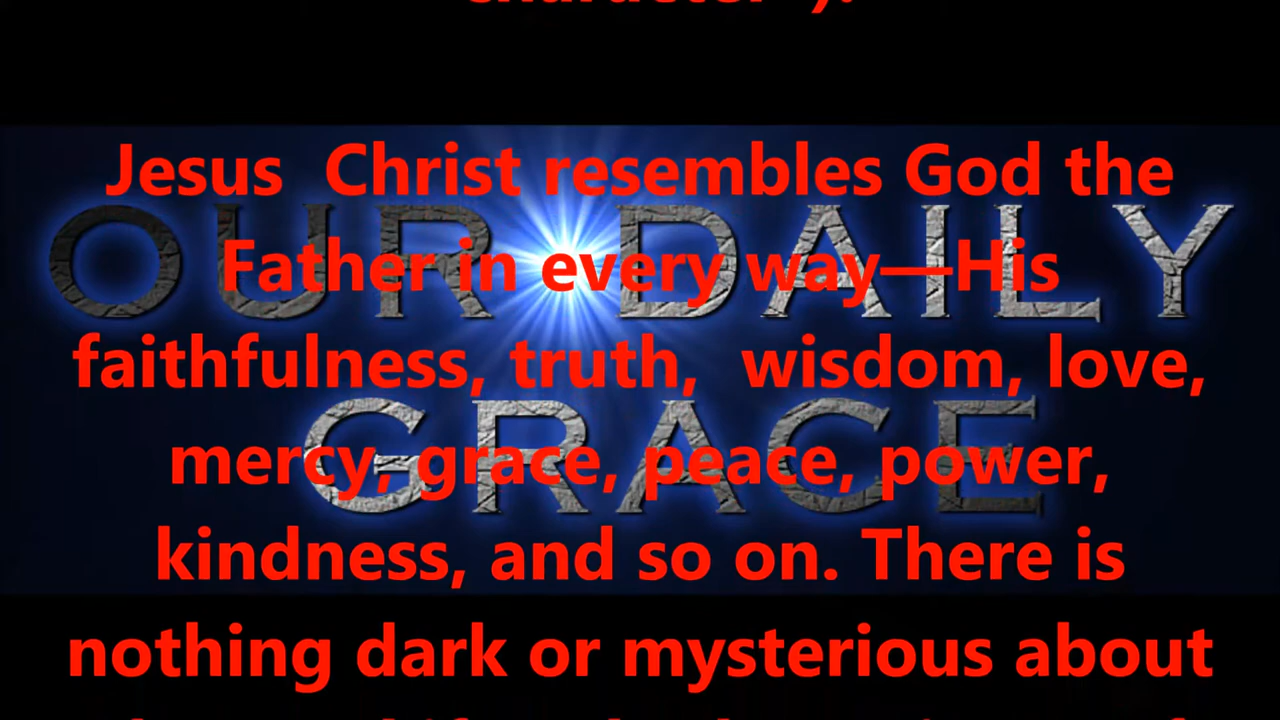 Jesus  Christ resembles God the
OUR DAILY
Father in every way—His
faithfulness, truth,  wisdom, love,
GRACE
mercy, grace, peace, power,
kindness, and so on. There is
nothing dark or mysterious about